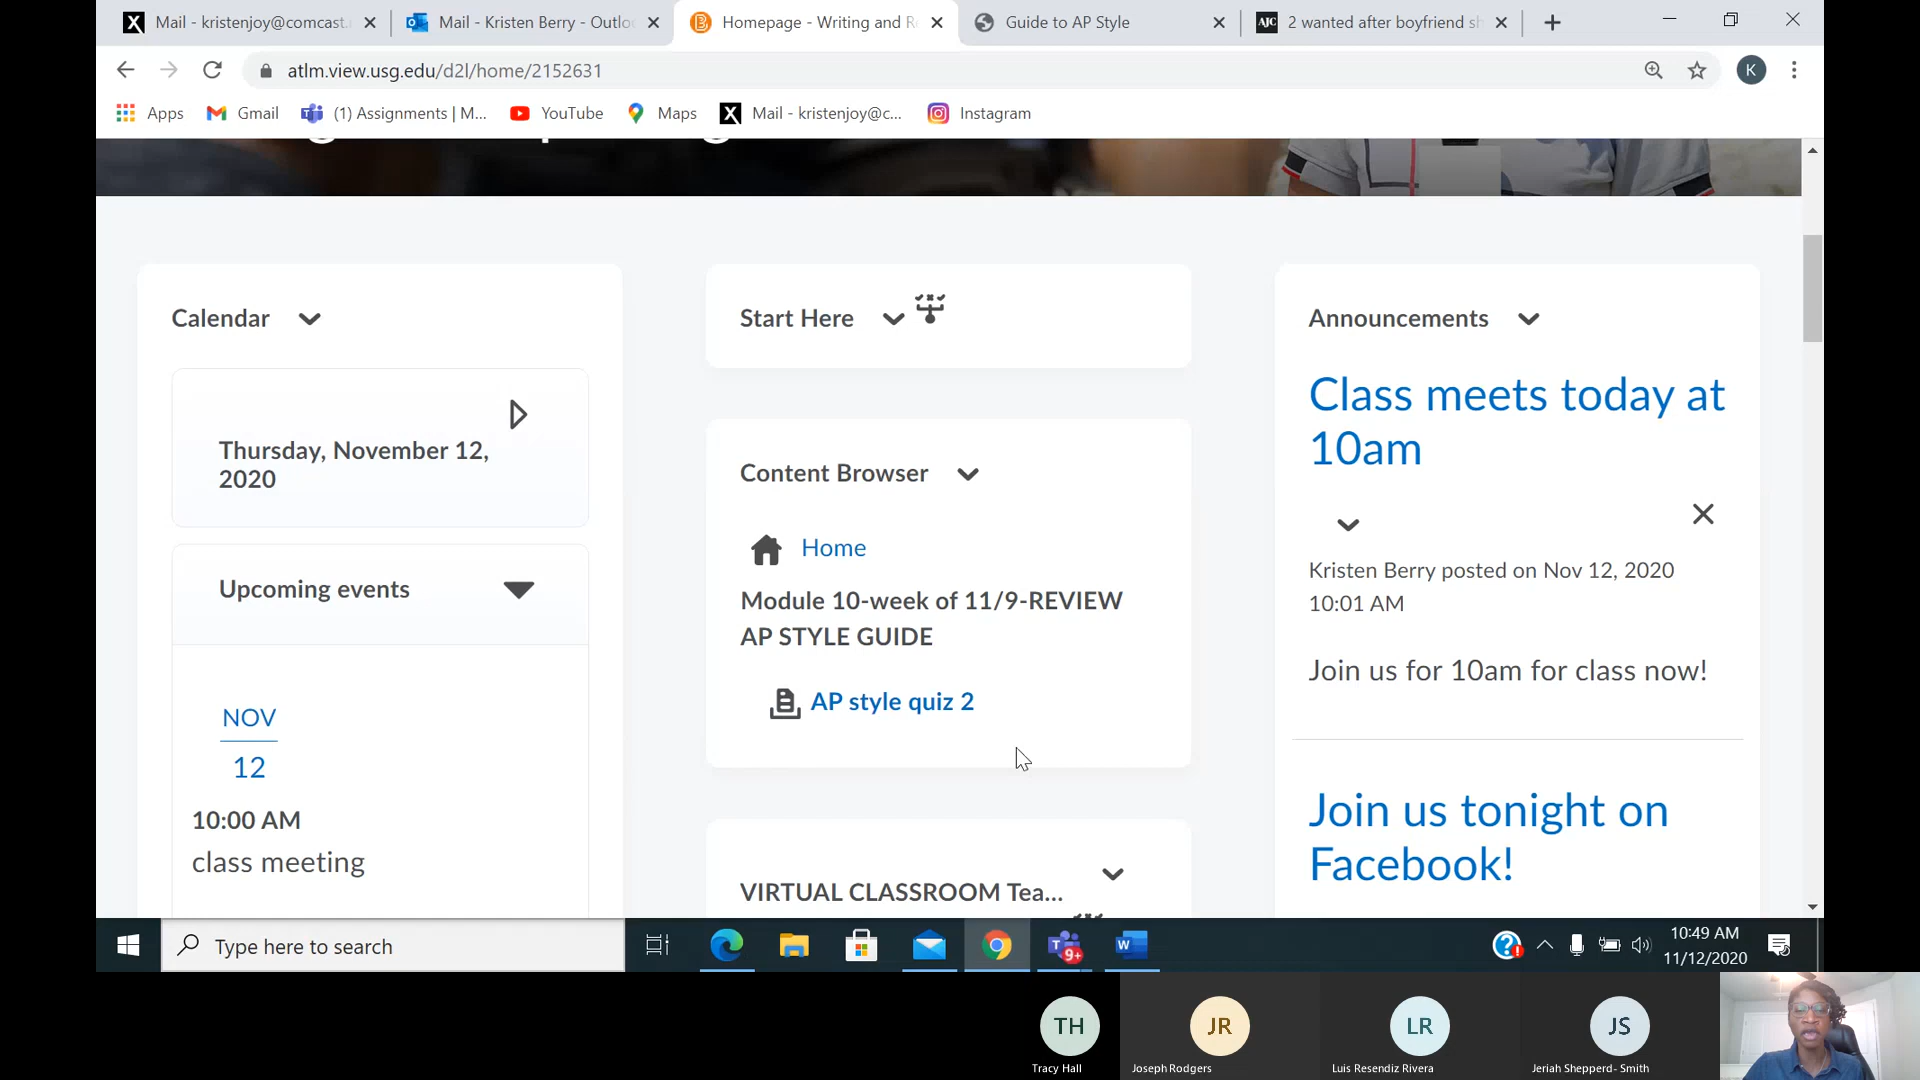 Mail - kristenjoy@comcast.
Mail - Kristen Berry - Outlo
Homepage - Writing and R
Guide to AP Style
AJC
2 wanted after boyfriend sh
atlm.view.usg.edu/d2l/home/2152631
K
Apps
Gmail
(1) Assignments | M...
YouTube
Maps
Mail - kristenjoy@c...
Instagram
Calendar
Thursday, November 12,
2020
Upcoming events
NOV
12
10:00 AM
class meeting
Start Here
Content Browser
Home
Module 10-week of 11/9-REVIEW
AP STYLE GUIDE
AP style quiz 2
VIRTUAL CLASSROOM Tea...
Announcements
Class meets today at
10am
Kristen Berry posted on Nov 12, 2020
10:01 AM
Join us for 10am for class now!
Join us tonight on
Facebook!
Type here to search
9+
10:49 AM
11/12/2020
TH
Tracy Hall
JR
Joseph Rodgers
LR
Luis Resendiz Rivera
JS
Jeriah Shepperd- Smith